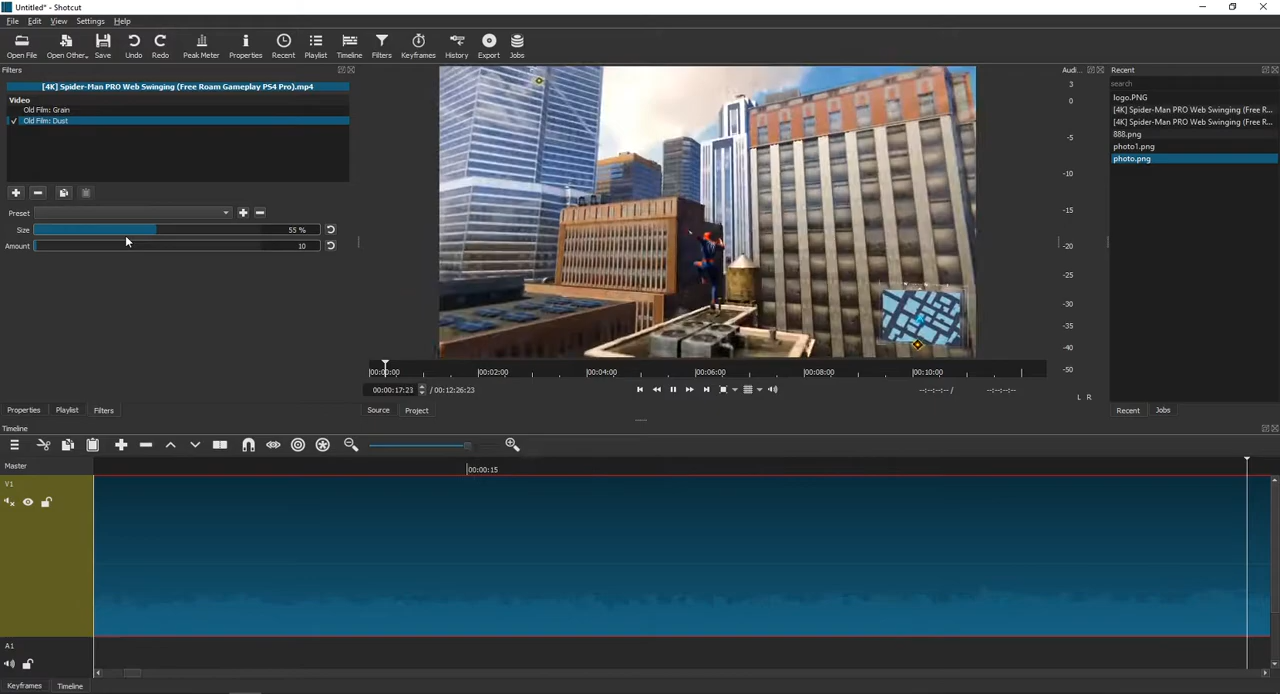 Untitled* - Shotcut
File Edit View Settings Help
Open File Open Other.. Save Undo Redo Peak Meter Properties Recent Playlist Timeline Filters Keyframes History Export Jobs
Filters
[4K] Spider-Man PRO Web Swinging (Free Roam Gameplay PS4 Pro).mp4
Video
Old Film: Grain
Old Film: Dust
Preset
Size 55 %
Amount 10
Properties Playlist Filters
00:00:00 00:02:00 00:04:00 00:06:00 00:08:00 00:10:00
00:00:17:23 / 00:12:26:23 --:--:--:-- / --:--:--:--
Source Project
Audi...
3
0
-5
-10
-15
-20
-25
-30
-35
-40
-50
L R
Recent
search
logo.PNG
[4K] Spider-Man PRO Web Swinging (Free R...
[4K] Spider-Man PRO Web Swinging (Free R...
888.png
photo1.png
photo.png
Recent Jobs
Timeline
Master
00:00:15
V1
A1
Keyframes Timeline